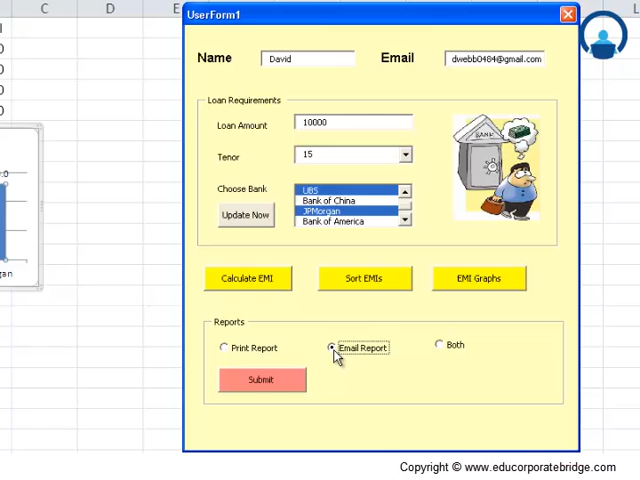 C D E L
UserForm1
Name David Email dwebb0484@gmail.com
Loan Requirements
Loan Amount 10000
Tenor 15
Choose Bank UBS
Bank of China
JPMorgan
Bank of America
Update Now
BANK
Calculate EMI Sort EMIs EMI Graphs
Reports
Print Report Email Report Both
Submit
Copyright © www.educorporatebridge.com